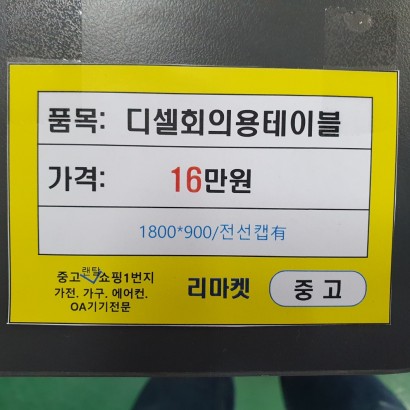 품목: 디셀회의용테이블
가격: 16만원
1800*900/전선캡有
렌탈
중고 쇼핑1번지
가전. 가구. 에어컨.
OA기기전문
리마켓
중고